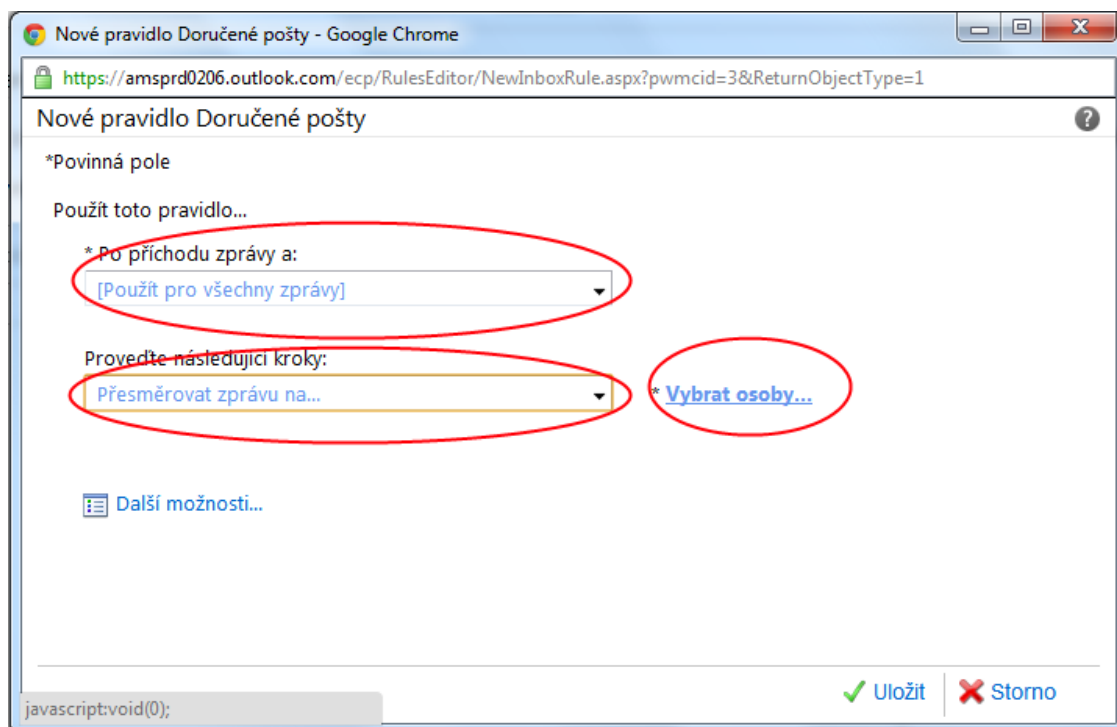 Nové pravidlo Doručené pošty - Google Chrome
https://amsprd0206.outlook.com/ecp/RulesEditor/NewInboxRule.aspx?pwmcid=3&ReturnObjectType=1
Nové pravidlo Doručené pošty
*Povinná pole
Použít toto pravidlo...
* Po příchodu zprávy a:
[Použít pro všechny zprávy]
Proveďte následující kroky:
Přesměrovat zprávu na...
* Vybrat osoby...
Další možnosti...
Uložit
Storno
javascript:void(0);